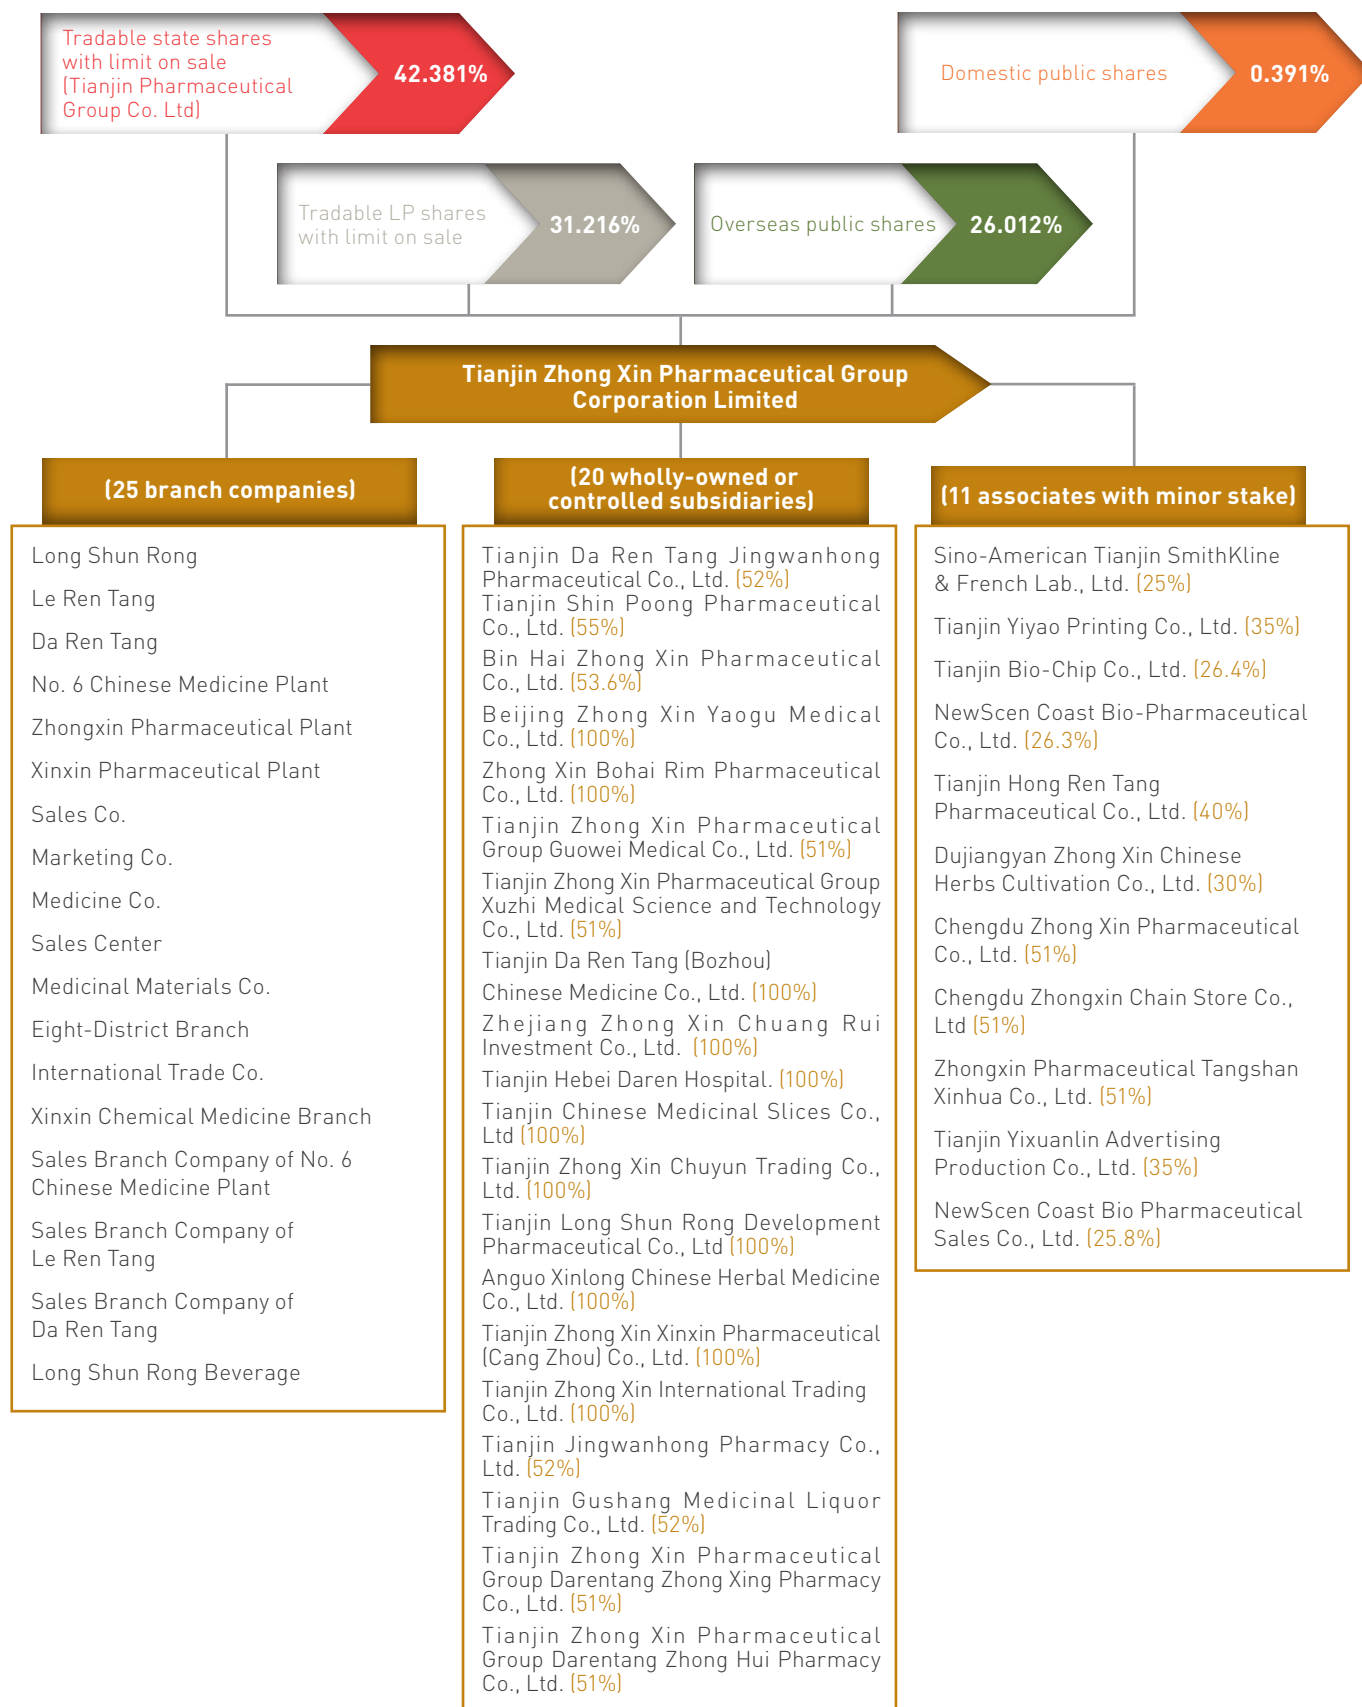 Tradable state shares
with limit on sale
(Tianjin Pharmaceutical
Group Co. Ltd)
42.381%
Domestic public shares
0.391%
Tradable LP shares
with limit on sale
31.216%
Overseas public shares
26.012%
Tianjin Zhong Xin Pharmaceutical Group
Corporation Limited
(25 branch companies)
Long Shun Rong
Le Ren Tang
Da Ren Tang
No. 6 Chinese Medicine Plant
Zhongxin Pharmaceutical Plant
Xinxin Pharmaceutical Plant
Sales Co.
Marketing Co.
Medicine Co.
Sales Center
Medicinal Materials Co.
Eight-District Branch
International Trade Co.
Xinxin Chemical Medicine Branch
Sales Branch Company of No. 6
Chinese Medicine Plant
Sales Branch Company of
Le Ren Tang
Sales Branch Company of
Da Ren Tang
Long Shun Rong Beverage
(20 wholly-owned or
controlled subsidiaries)
Tianjin Da Ren Tang Jingwanhong
Pharmaceutical Co., Ltd. (52%)
Tianjin Shin Poong Pharmaceutical
Co., Ltd. (55%)
Bin Hai Zhong Xin Pharmaceutical
Co., Ltd. (53.6%)
Beijing Zhong Xin Yaogu Medical
Co., Ltd. (100%)
Zhong Xin Bohai Rim Pharmaceutical
Co., Ltd. (100%)
Tianjin Zhong Xin Pharmaceutical
Group Guowei Medical Co., Ltd. (51%)
Tianjin Zhong Xin Pharmaceutical Group
Xuzhi Medical Science and Technology
Co., Ltd. (51%)
Tianjin Da Ren Tang (Bozhou)
Chinese Medicine Co., Ltd. (100%)
Zhejiang Zhong Xin Chuang Rui
Investment Co., Ltd. (100%)
Tianjin Hebei Daren Hospital. (100%)
Tianjin Chinese Medicinal Slices Co.,
Ltd (100%)
Tianjin Zhong Xin Chuyun Trading Co.,
Ltd. (100%)
Tianjin Long Shun Rong Development
Pharmaceutical Co., Ltd (100%)
Anguo Xinlong Chinese Herbal Medicine
Co., Ltd. (100%)
Tianjin Zhong Xin Xinxin Pharmaceutical
(Cang Zhou) Co., Ltd. (100%)
Tianjin Zhong Xin International Trading
Co., Ltd. (100%)
Tianjin Jingwanhong Pharmacy Co.,
Ltd. (52%)
Tianjin Gushang Medicinal Liquor
Trading Co., Ltd. (52%)
Tianjin Zhong Xin Pharmaceutical
Group Darentang Zhong Xing Pharmacy
Co., Ltd. (51%)
Tianjin Zhong Xin Pharmaceutical
Group Darentang Zhong Hui Pharmacy
Co., Ltd. (51%)
(11 associates with minor stake)
Sino-American Tianjin SmithKline
& French Lab., Ltd. (25%)
Tianjin Yiyao Printing Co., Ltd. (35%)
Tianjin Bio-Chip Co., Ltd. (26.4%)
NewScen Coast Bio-Pharmaceutical
Co., Ltd. (26.3%)
Tianjin Hong Ren Tang
Pharmaceutical Co., Ltd. (40%)
Dujiangyan Zhong Xin Chinese
Herbs Cultivation Co., Ltd. (30%)
Chengdu Zhong Xin Pharmaceutical
Co., Ltd. (51%)
Chengdu Zhongxin Chain Store Co.,
Ltd (51%)
Zhongxin Pharmaceutical Tangshan
Xinhua Co., Ltd. (51%)
Tianjin Yixuanlin Advertising
Production Co., Ltd. (35%)
NewScen Coast Bio Pharmaceutical
Sales Co., Ltd. (25.8%)